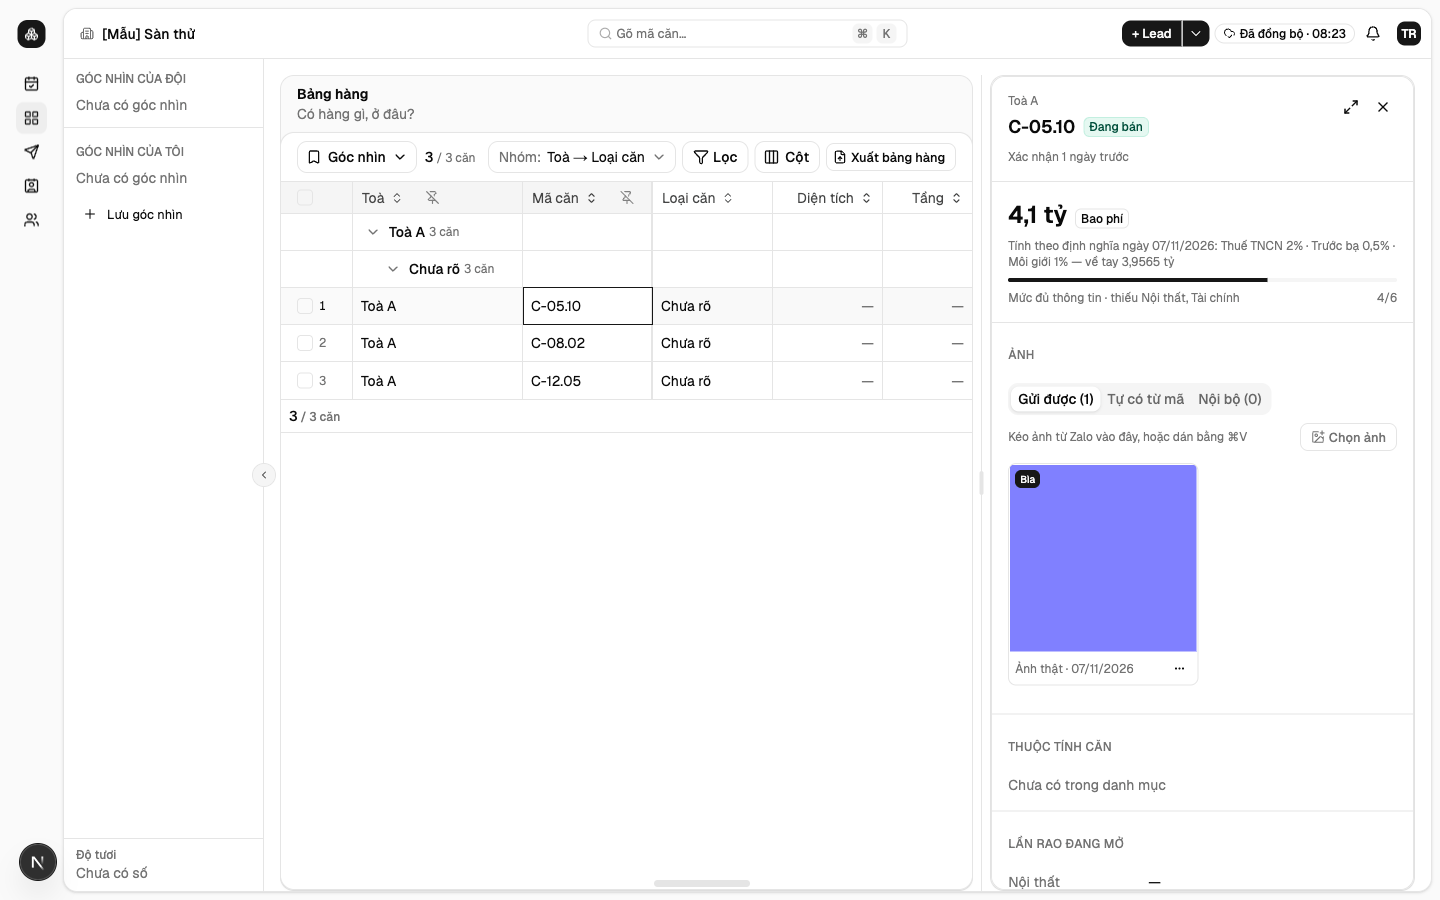 [Mẫu] Sàn thử
Gõ mã căn...
⌘ K
+ Lead
Đã đồng bộ · 08:23
TR
GÓC NHÌN CỦA ĐỘI
Chưa có góc nhìn
GÓC NHÌN CỦA TÔI
Chưa có góc nhìn
+ Lưu góc nhìn
Độ tươi
Chưa có số
N
Bảng hàng
Có hàng gì, ở đâu?
Góc nhìn
3 / 3 căn
Nhóm: Toà → Loại căn
Lọc
Cột
Xuất bảng hàng
Toà Mã căn Loại căn Diện tích Tầng
Toà A 3 căn
Chưa rõ 3 căn
1 Toà A C-05.10 Chưa rõ — —
2 Toà A C-08.02 Chưa rõ — —
3 Toà A C-12.05 Chưa rõ — —
3 / 3 căn
Toà A
C-05.10 Đang bán
Xác nhận 1 ngày trước
4,1 tỷ Bao phí
Tính theo định nghĩa ngày 07/11/2026: Thuế TNCN 2% · Trước bạ 0,5% ·
Môi giới 1% — về tay 3,9565 tỷ
Mức đủ thông tin · thiếu Nội thất, Tài chính 4/6
ẢNH
Gửi được (1) Tự có từ mã Nội bộ (0)
Kéo ảnh từ Zalo vào đây, hoặc dán bằng ⌘V
Chọn ảnh
Bìa
Ảnh thật · 07/11/2026 ...
THUỘC TÍNH CĂN
Chưa có trong danh mục
LẦN RAO ĐANG MỞ
Nội thất —